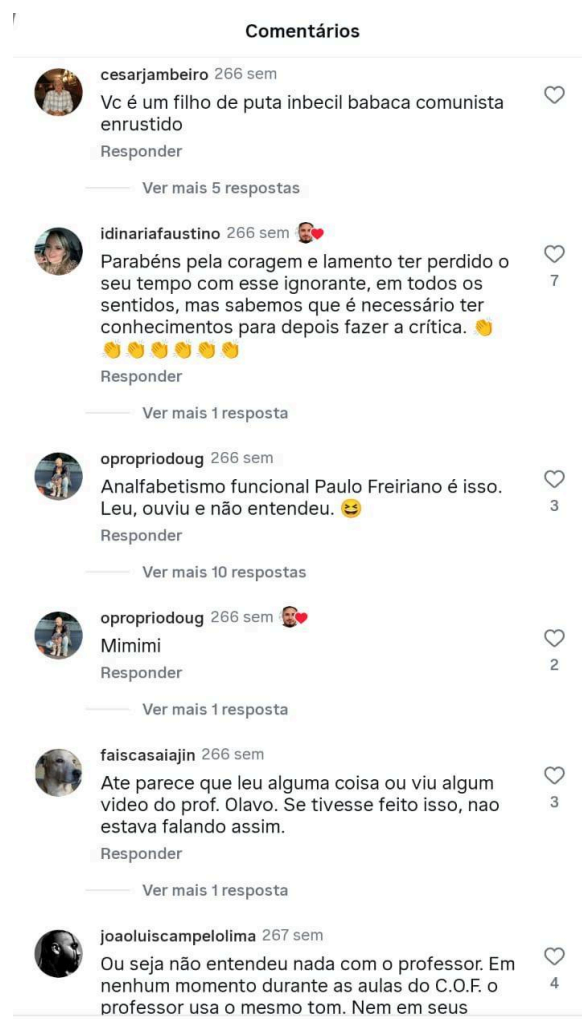 Comentários
cesarjambeiro 266 sem
Vc é um filho de puta inbecil babaca comunista
enrustido
Responder
Ver mais 5 respostas
idinariafaustino 266 sem
Parabéns pela coragem e lamento ter perdido o
seu tempo com esse ignorante, em todos os
sentidos, mas sabemos que é necessário ter
conhecimentos para depois fazer a crítica. 👏
👏👏👏👏👏👏
7
Responder
Ver mais 1 resposta
opropriodoug 266 sem
Analfabetismo funcional Paulo Freiriano é isso.
Leu, ouviu e não entendeu. 😆
3
Responder
Ver mais 10 respostas
opropriodoug 266 sem
Mimimi
2
Responder
Ver mais 1 resposta
faiscasaiajin 266 sem
Ate parece que leu alguma coisa ou viu algum
video do prof. Olavo. Se tivesse feito isso, nao
estava falando assim.
3
Responder
Ver mais 1 resposta
joaoluiscampelolima 267 sem
Ou seja não entendeu nada com o professor. Em
nenhum momento durante as aulas do C.O.F. o
professor usa o mesmo tom. Nem em seus
4